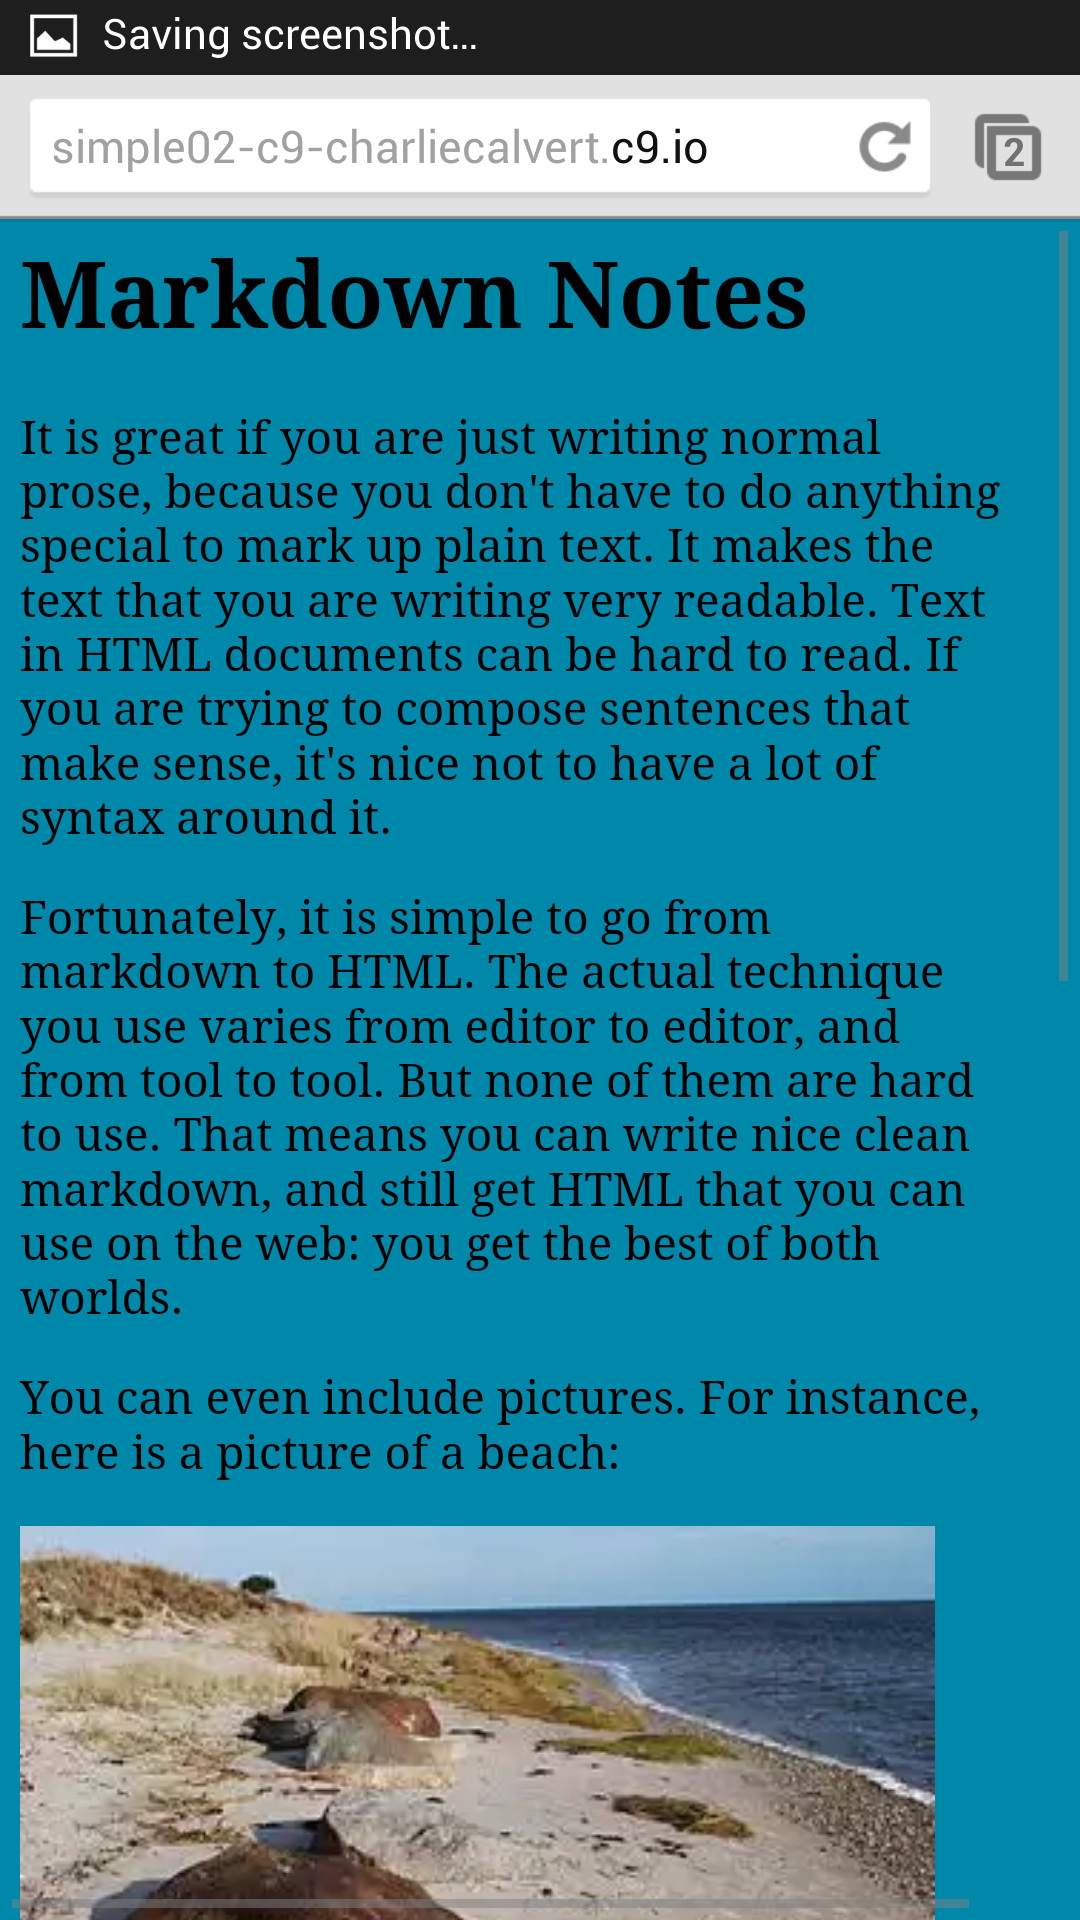 Saving screenshot...
simple02-c9-charliecalvert.c9.io
2
Markdown Notes
It is great if you are just writing normal
prose, because you don't have to do anything
special to mark up plain text. It makes the
text that you are writing very readable. Text
in HTML documents can be hard to read. If
you are trying to compose sentences that
make sense, it's nice not to have a lot of
syntax around it.
Fortunately, it is simple to go from
markdown to HTML. The actual technique
you use varies from editor to editor, and
from tool to tool. But none of them are hard
to use. That means you can write nice clean
markdown, and still get HTML that you can
use on the web: you get the best of both
worlds.
You can even include pictures. For instance,
here is a picture of a beach: